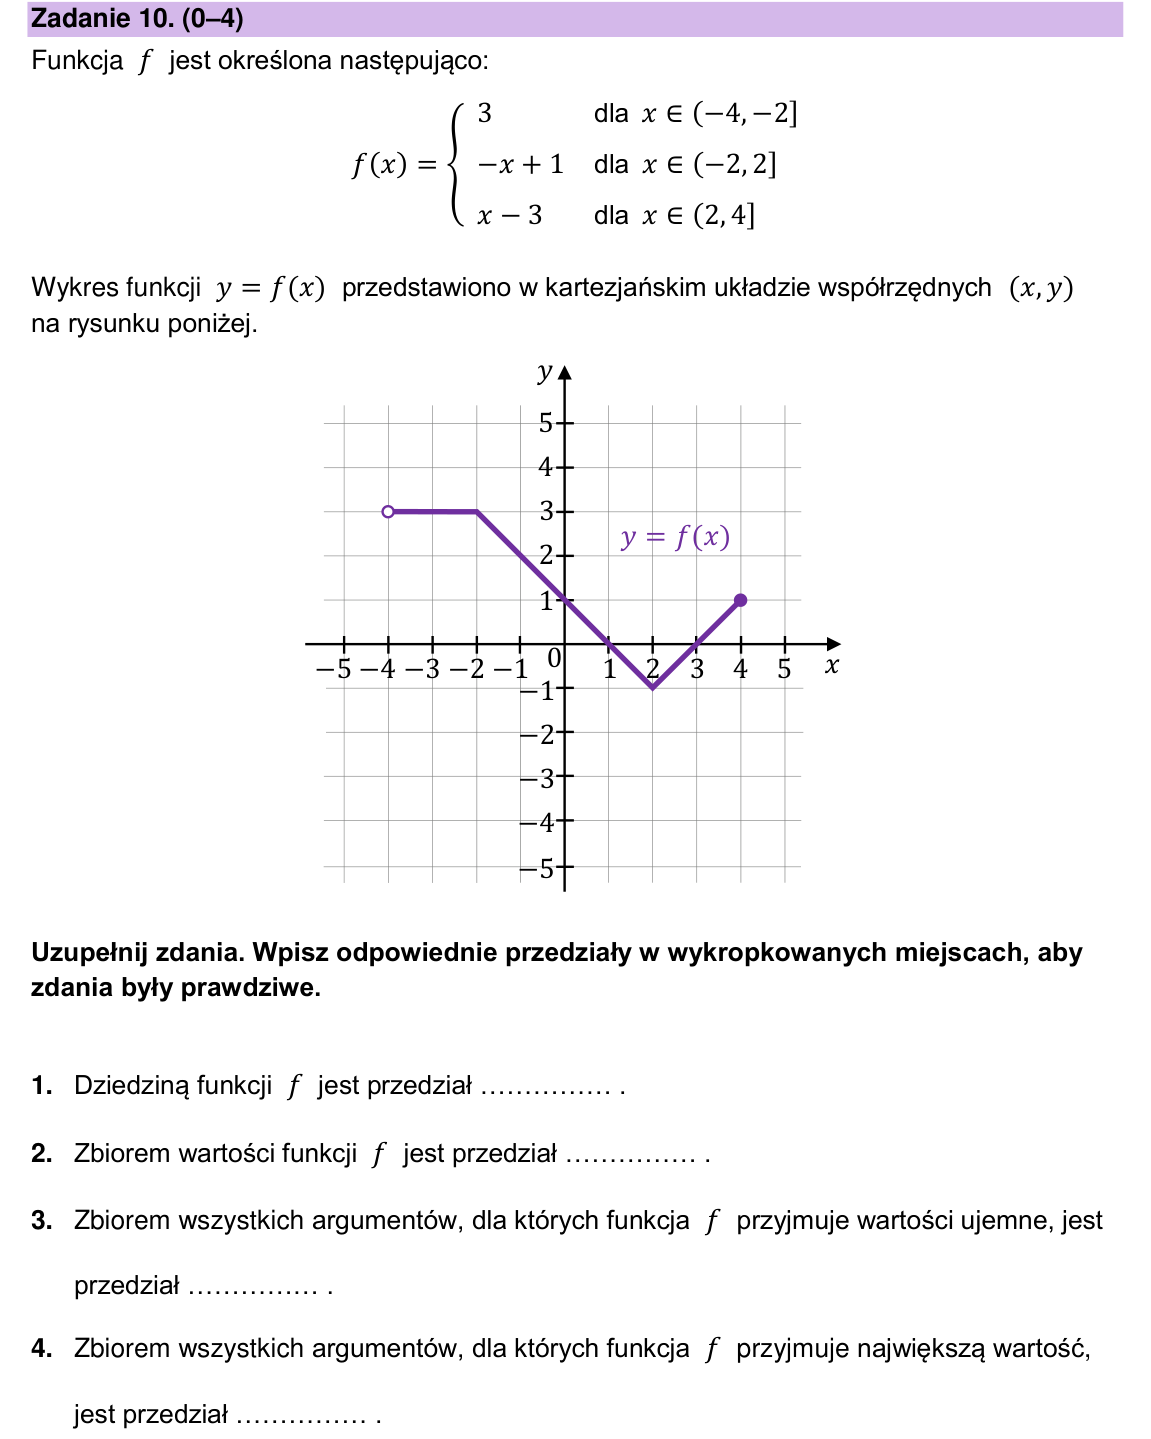 Zadanie 10. (0–4)
Funkcja f jest określona następująco:
3 dla x ∈ (−4, −2]
f(x) = { −x + 1 dla x ∈ (−2, 2]
x − 3 dla x ∈ (2, 4]
Wykres funkcji y = f(x) przedstawiono w kartezjańskim układzie współrzędnych (x, y)
na rysunku poniżej.
y
5
4
3
y = f(x)
2
1
−5 −4 −3 −2 −1 0 1 2 3 4 5 x
−1
−2
−3
−4
−5
Uzupełnij zdania. Wpisz odpowiednie przedziały w wykropkowanych miejscach, aby
zdania były prawdziwe.
1. Dziedziną funkcji f jest przedział ............... .
2. Zbiorem wartości funkcji f jest przedział ............... .
3. Zbiorem wszystkich argumentów, dla których funkcja f przyjmuje wartości ujemne, jest
przedział ............... .
4. Zbiorem wszystkich argumentów, dla których funkcja f przyjmuje największą wartość,
jest przedział ............... .